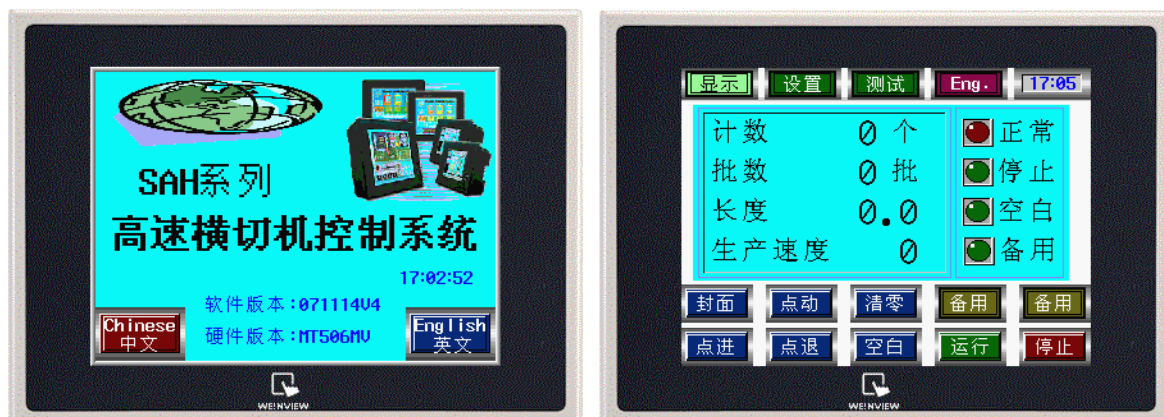 SAH系列
高速横切机控制系统
17:02:52
软件版本:071114V4
硬件版本:MT506MV
Chinese
中文
English
英文
WEINVIEW
显示 设置 测试 Eng. 17:05
计数 0 个
批数 0 批
长度 0.0
生产速度 0
正常
停止
空白
备用
封面 点动 清零 备用 备用
点进 点退 空白 运行 停止
WEINVIEW